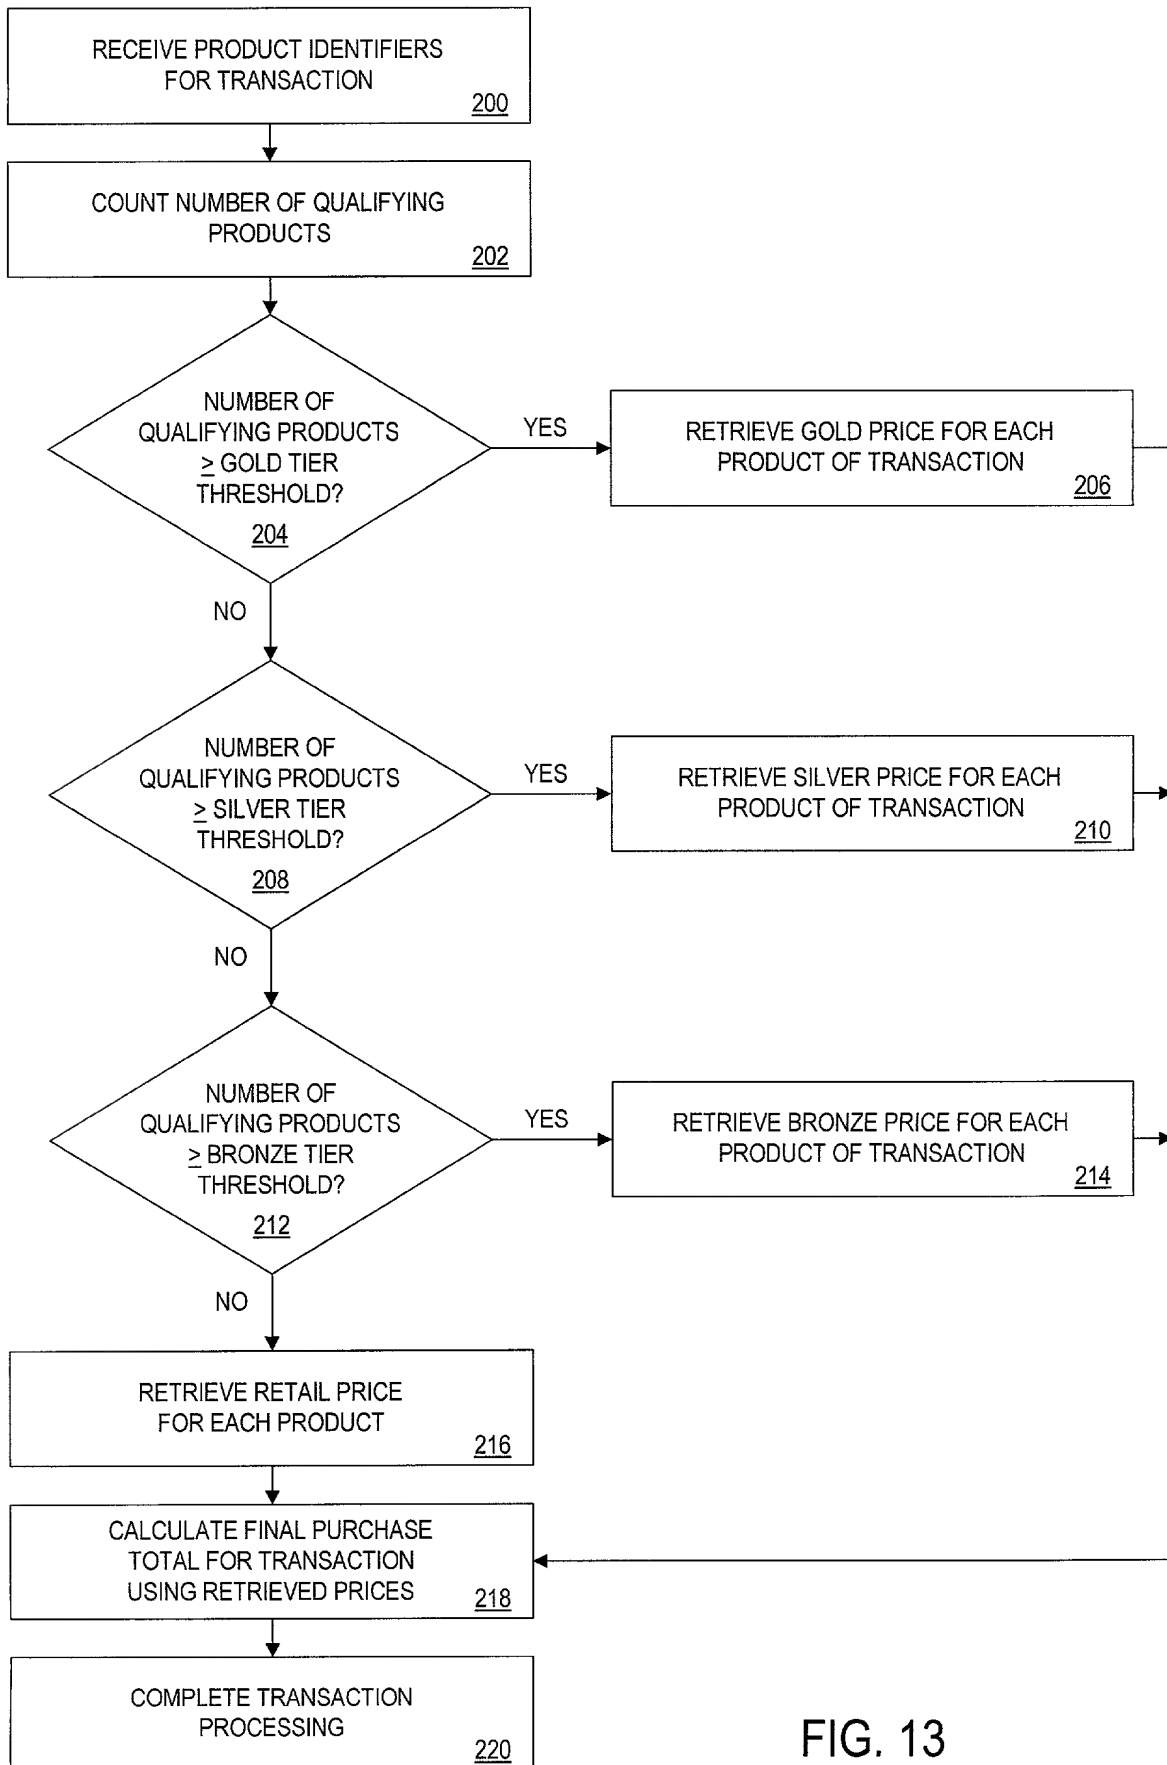 RECEIVE PRODUCT IDENTIFIERS
FOR TRANSACTION
200
COUNT NUMBER OF QUALIFYING
PRODUCTS
202
NUMBER OF
QUALIFYING PRODUCTS
≥ GOLD TIER
THRESHOLD?
204
YES
RETRIEVE GOLD PRICE FOR EACH
PRODUCT OF TRANSACTION
206
NO
NUMBER OF
QUALIFYING PRODUCTS
≥ SILVER TIER
THRESHOLD?
208
YES
RETRIEVE SILVER PRICE FOR EACH
PRODUCT OF TRANSACTION
210
NO
NUMBER OF
QUALIFYING PRODUCTS
≥ BRONZE TIER
THRESHOLD?
212
YES
RETRIEVE BRONZE PRICE FOR EACH
PRODUCT OF TRANSACTION
214
NO
RETRIEVE RETAIL PRICE
FOR EACH PRODUCT
216
CALCULATE FINAL PURCHASE
TOTAL FOR TRANSACTION
USING RETRIEVED PRICES
218
COMPLETE TRANSACTION
PROCESSING
220
FIG. 13